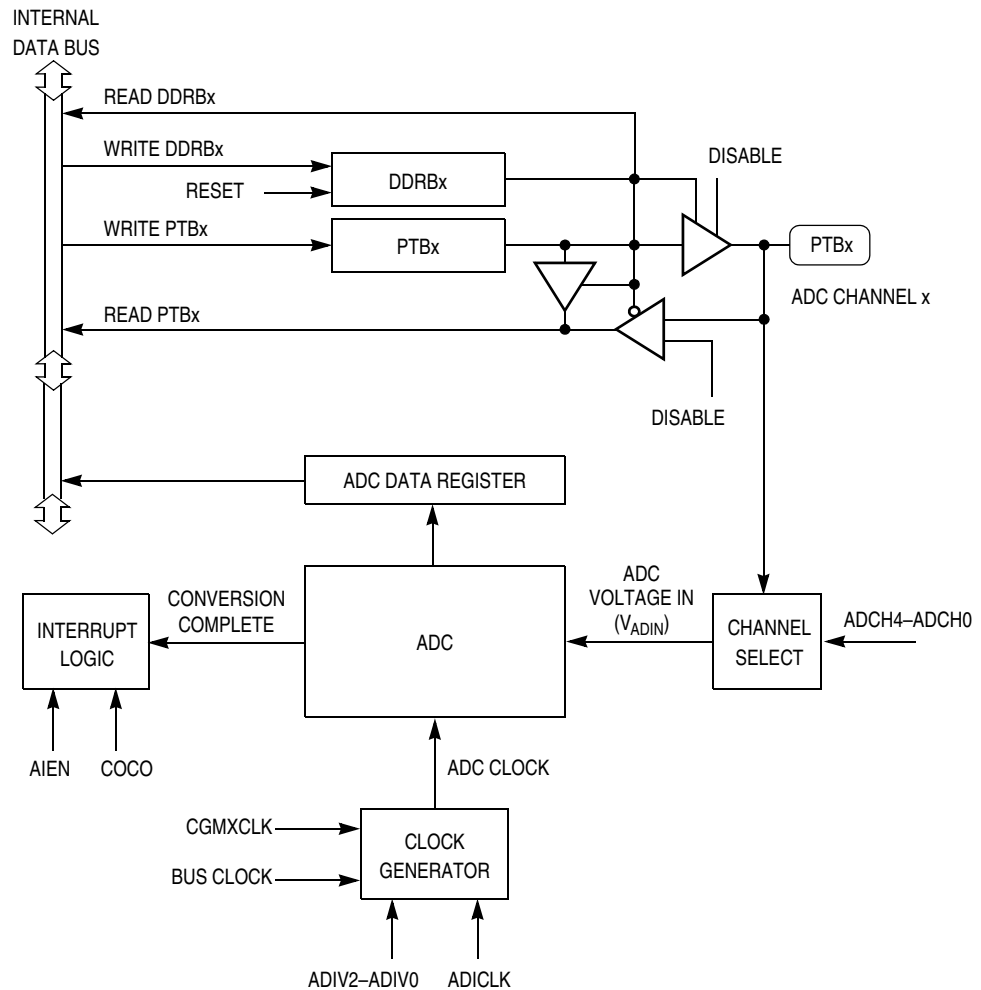 INTERNAL
DATA BUS
READ DDRBx
WRITE DDRBx
DISABLE
DDRBx
RESET
WRITE PTBx
PTBx
PTBx
ADC CHANNEL x
READ PTBx
DISABLE
ADC DATA REGISTER
ADC
VOLTAGE IN
(VADIN)
CONVERSION
COMPLETE
INTERRUPT
LOGIC
ADC
CHANNEL
SELECT
ADCH4–ADCH0
AIEN
COCO
ADC CLOCK
CGMXCLK
CLOCK
GENERATOR
BUS CLOCK
ADIV2–ADIV0
ADICLK